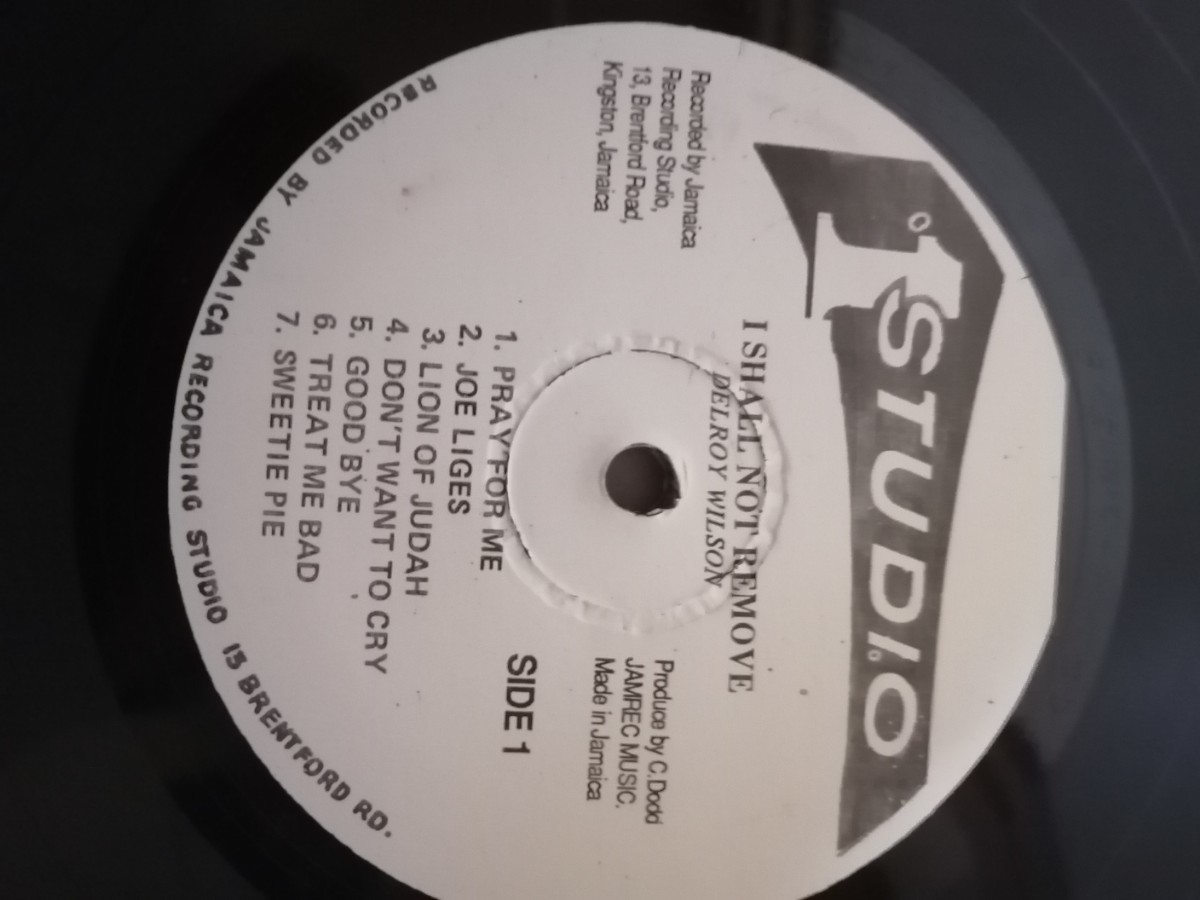 STUDIO 1
I SHALL NOT REMOVE
DELROY WILSON
Recorded by Jamaica
Recording Studio,
13, Brentford Road,
Kingston, Jamaica
Produce by C. Dodd
JAMREC MUSIC.
Made in Jamaica
SIDE 1
1. PRAY FOR ME
2. JOE LIGES
3. LION OF JUDAH
4. DON'T WANT TO CRY
5. GOOD BYE
6. TREAT ME BAD
7. SWEETIE PIE
RECORDED BY JAMAICA RECORDING STUDIO 13 BRENTFORD RD.